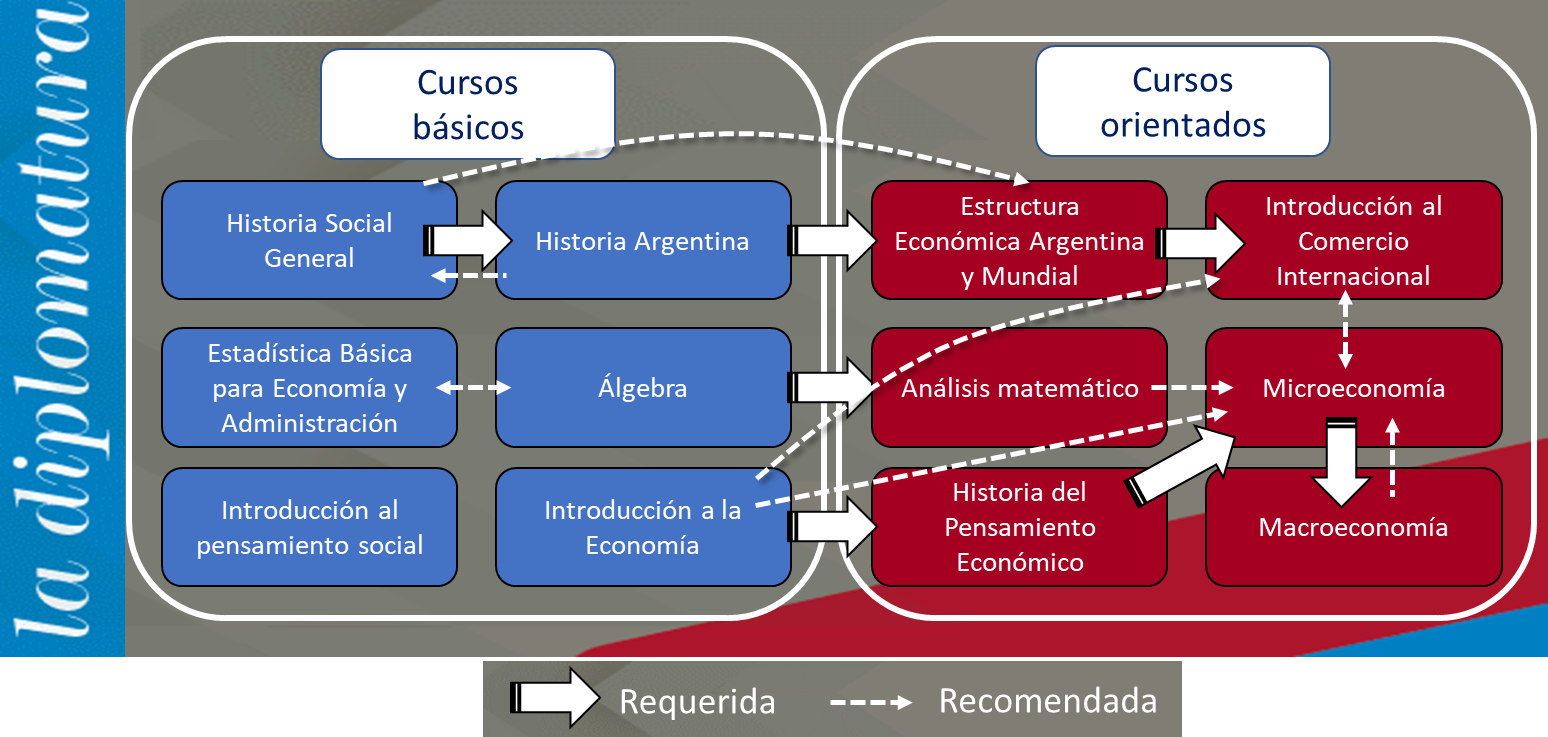 la diplomatura
Cursos
básicos
Cursos
orientados
Historia Social
General
Historia Argentina
Estructura
Económica Argentina
y Mundial
Introducción al
Comercio
Internacional
Estadística Básica
para Economía y
Administración
Álgebra
Análisis matemático
Microeconomía
Introducción al
pensamiento social
Introducción a la
Economía
Historia del
Pensamiento
Económico
Macroeconomía
Requerida
Recomendada